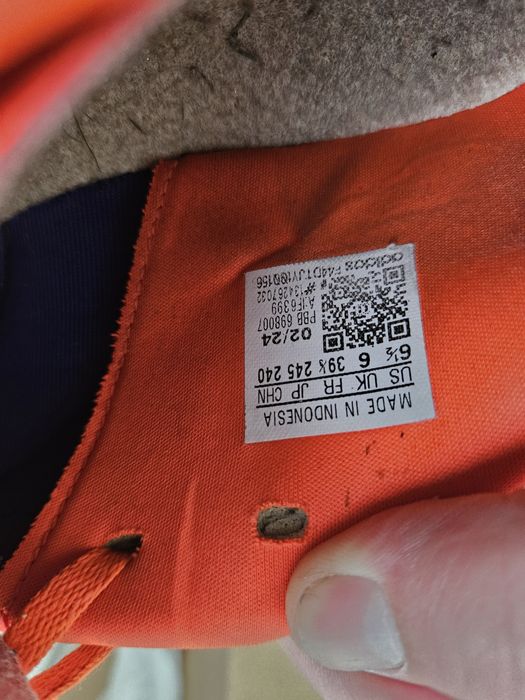 MADE IN INDONESIA
US UK FR JP CHN
6½ 6 39⅓ 245 240
02/24
PBB 698007
A:IF6399
#134267032
adidas